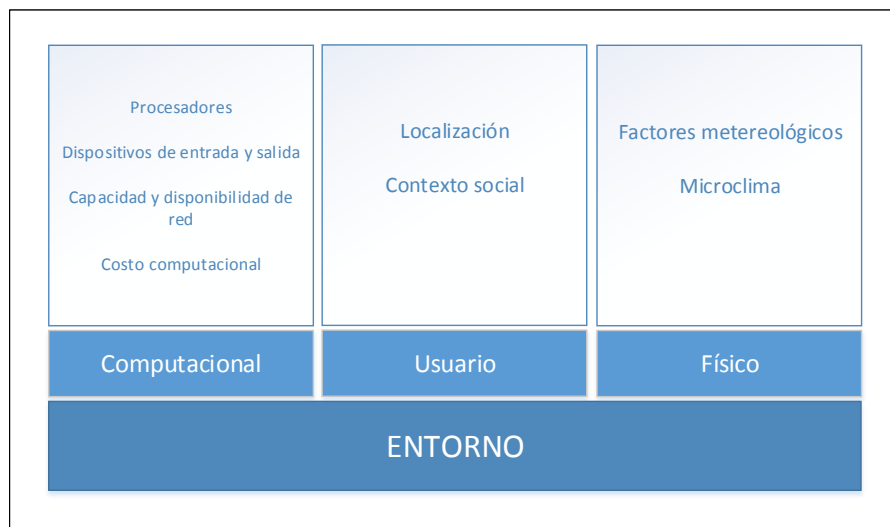 Procesadores
Dispositivos de entrada y salida
Capacidad y disponibilidad de
red
Costo computacional
Localización
Contexto social
Factores metereológicos
Microclima
Computacional
Usuario
Físico
ENTORNO